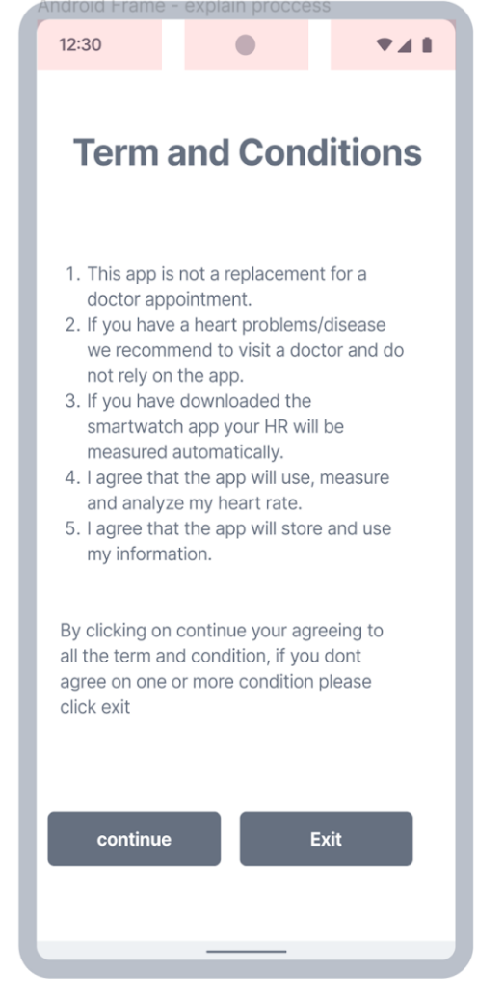 Android Frame - explain proccess
12:30
Term and Conditions
1. This app is not a replacement for a
doctor appointment.
2. If you have a heart problems/disease
we recommend to visit a doctor and do
not rely on the app.
3. If you have downloaded the
smartwatch app your HR will be
measured automatically.
4. I agree that the app will use, measure
and analyze my heart rate.
5. I agree that the app will store and use
my information.
By clicking on continue your agreeing to
all the term and condition, if you dont
agree on one or more condition please
click exit
continue
Exit